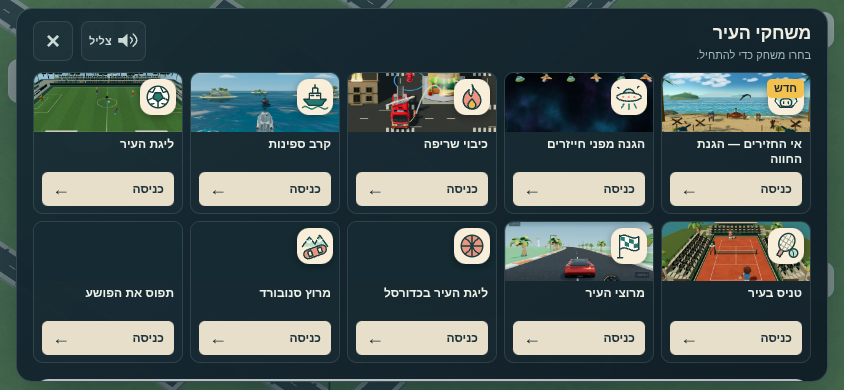 משחקי העיר
בחרו משחק כדי להתחיל.
צליל
חדש
אי החזירים — הגנת
החווה
כניסה
הגנה מפני חייזרים
כניסה
כיבוי שריפה
כניסה
קרב ספינות
כניסה
ליגת העיר
כניסה
טניס בעיר
כניסה
מרוצי העיר
כניסה
ליגת העיר בכדורסל
כניסה
מרוץ סנובורד
כניסה
תפוס את הפושע
כניסה